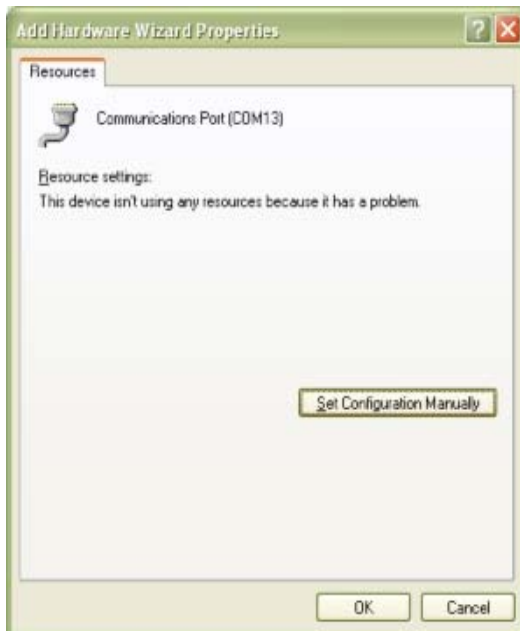 Add Hardware Wizard Properties
Resources
Communications Port (COM13)
Resource settings:
This device isn't using any resources because it has a problem.
Set Configuration Manually
OK Cancel